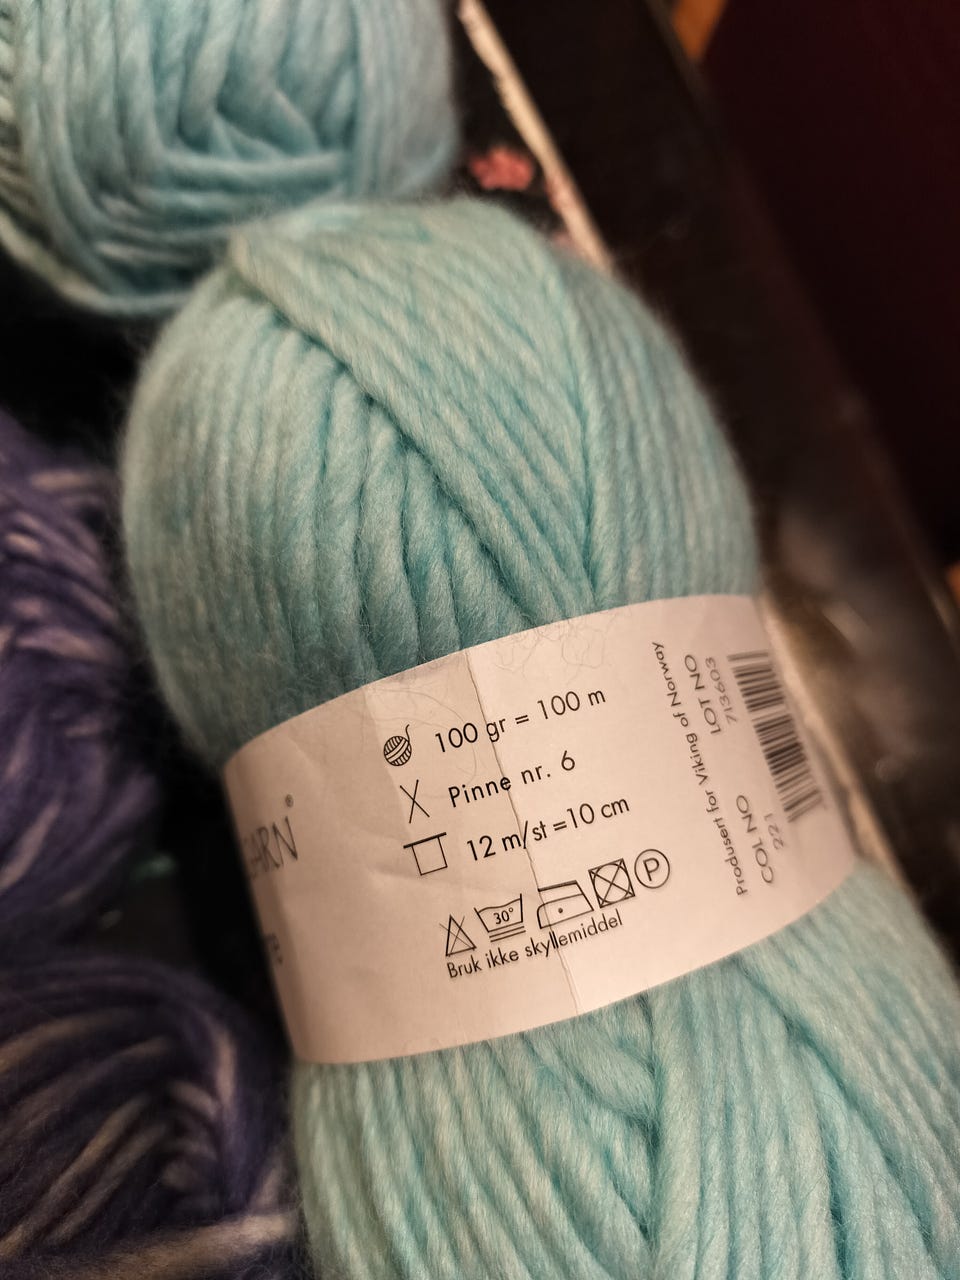 100 gr = 100 m
Pinne nr. 6
12 m/st = 10 cm
30°
P
Bruk ikke skyllemiddel
Produsert for Viking of Norway
LOT NO
713603
COL NO
221